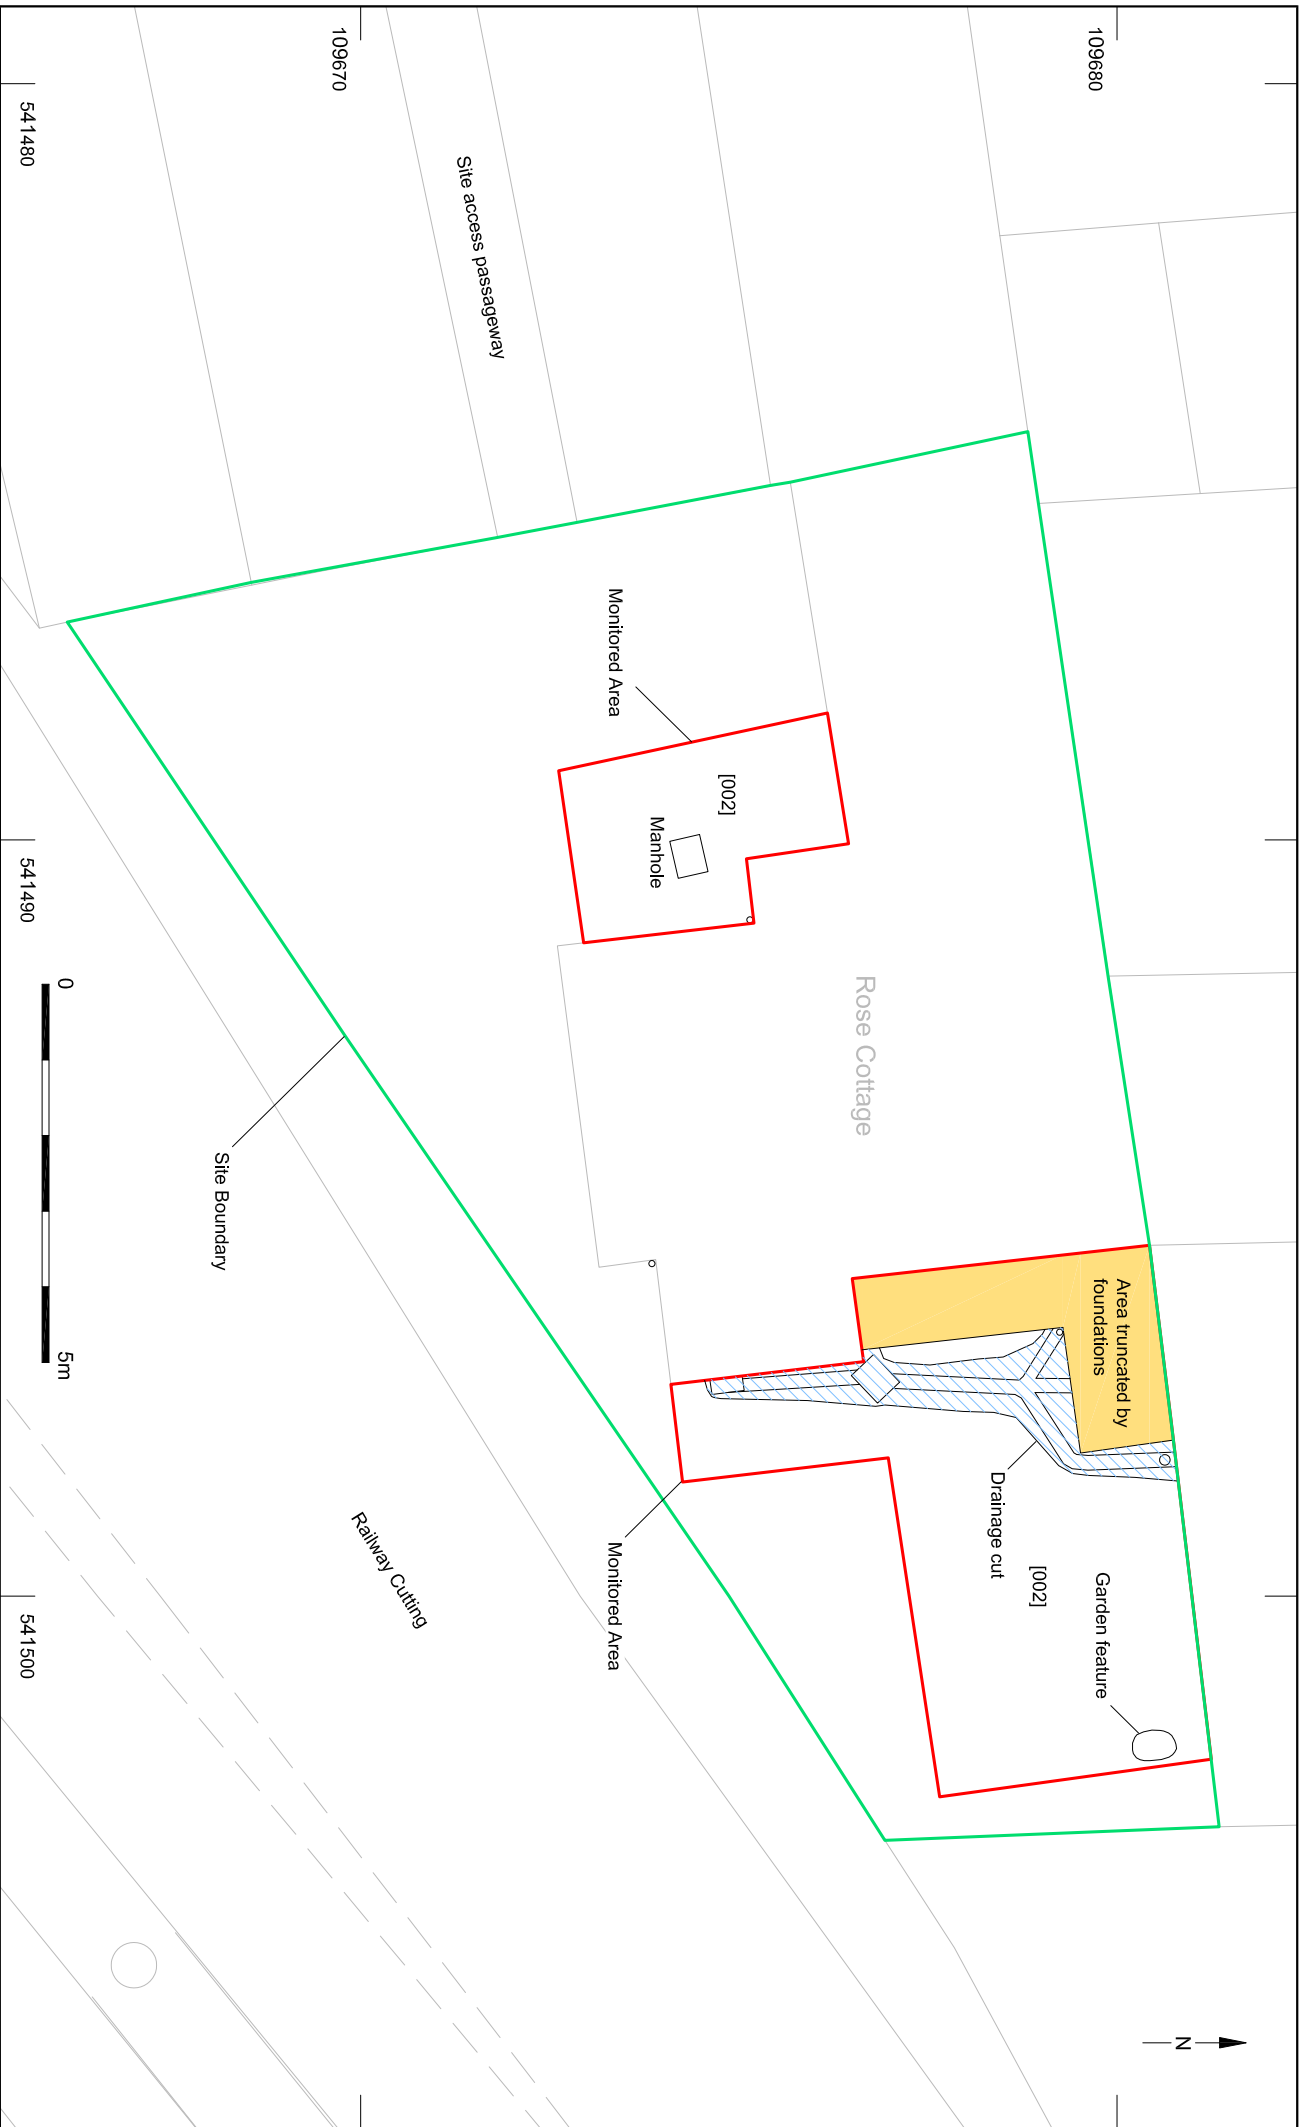 109680
109670
541480
541490
541500
Site access passageway
Monitored Area
[002]
Manhole
Rose Cottage
Area truncated by
foundations
Drainage cut
[002]
Garden feature
Monitored Area
Site Boundary
Railway Cutting
0
5m
N